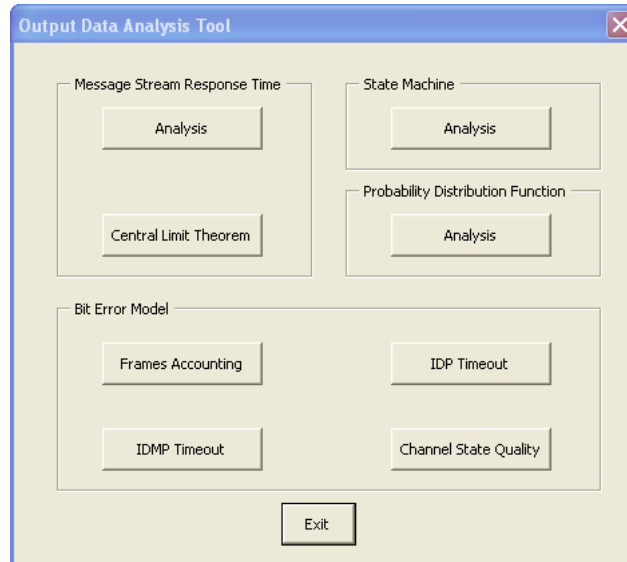 Output Data Analysis Tool
Message Stream Response Time
Analysis
Central Limit Theorem
State Machine
Analysis
Probability Distribution Function
Analysis
Bit Error Model
Frames Accounting
IDP Timeout
IDMP Timeout
Channel State Quality
Exit